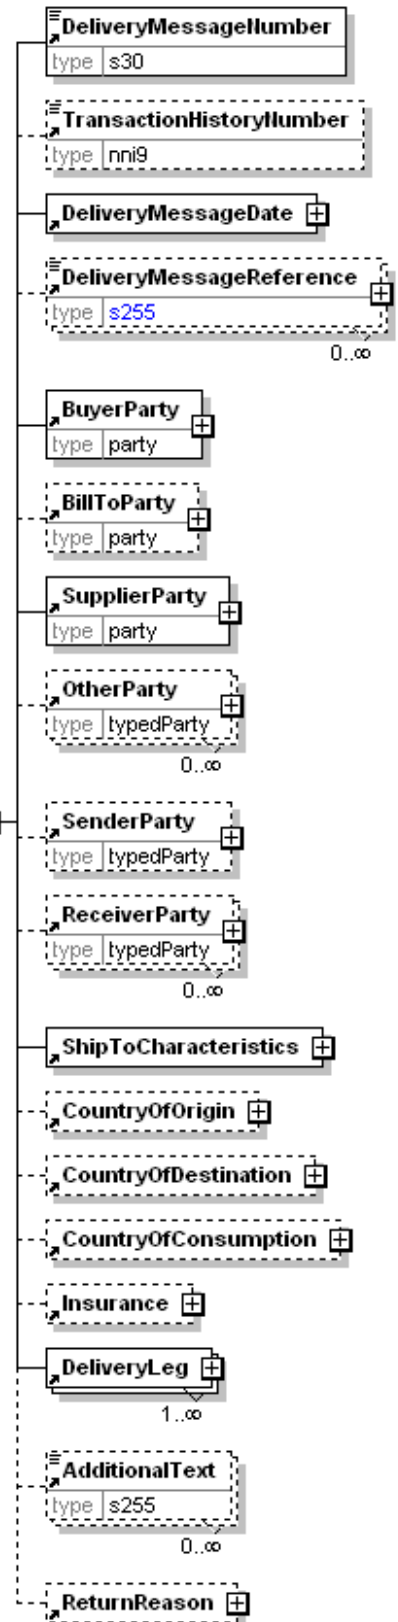 DeliveryMessageNumber
type s30
TransactionHistoryNumber
type nni9
DeliveryMessageDate
DeliveryMessageReference
type s255
0..∞
BuyerParty
type party
BillToParty
type party
SupplierParty
type party
OtherParty
type typedParty
0..∞
SenderParty
type typedParty
ReceiverParty
type typedParty
0..∞
ShipToCharacteristics
CountryOfOrigin
CountryOfDestination
CountryOfConsumption
Insurance
DeliveryLeg
1..∞
AdditionalText
type s255
0..∞
ReturnReason